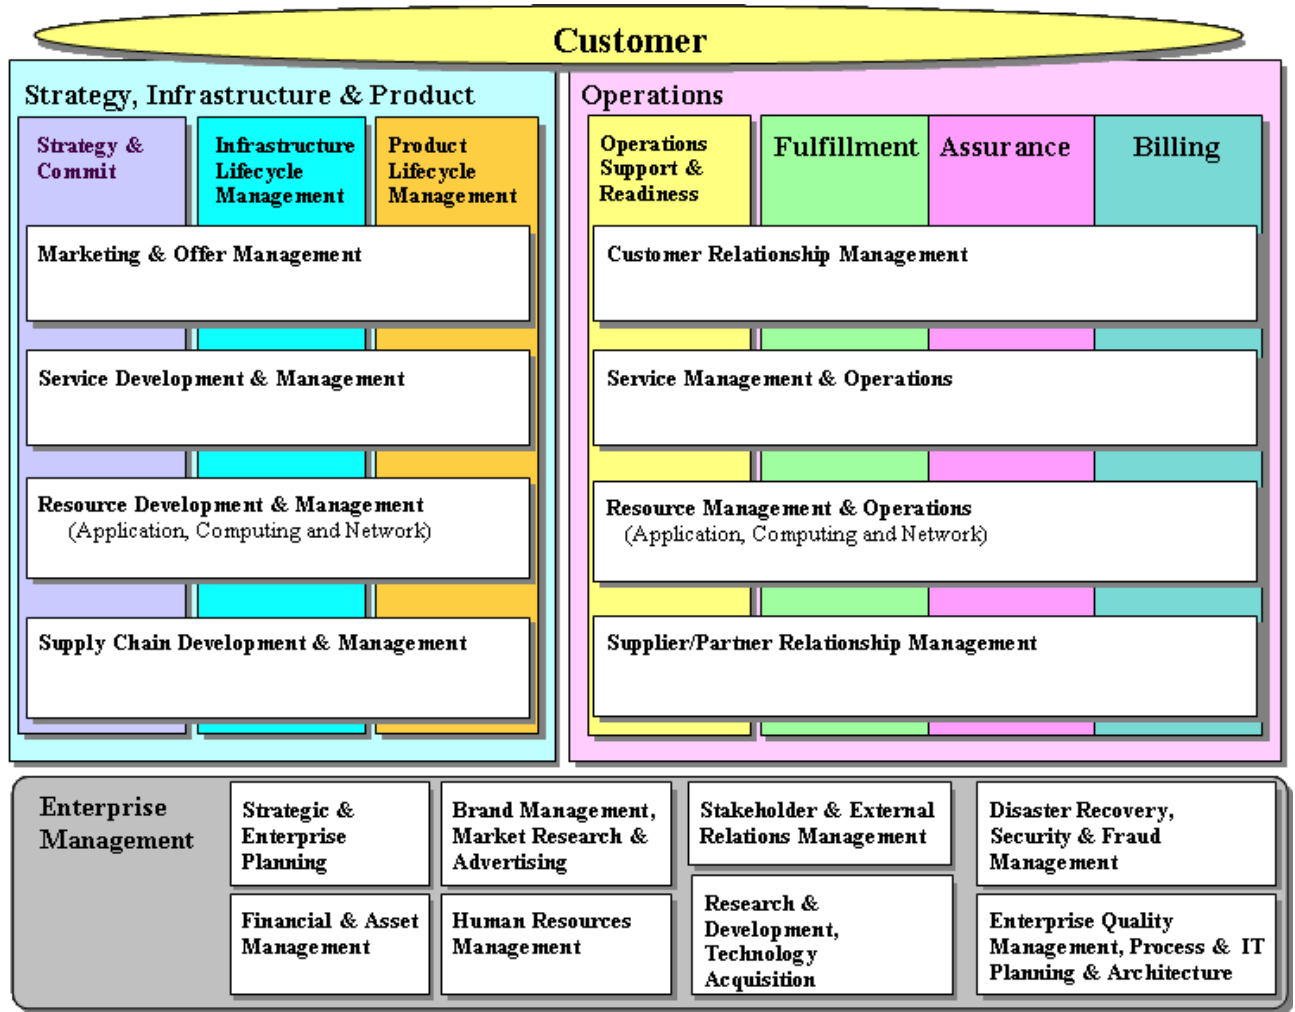 Customer
Strategy, Infrastructure & Product
Strategy &
Commit
Infrastructure
Lifecycle
Management
Product
Lifecycle
Management
Marketing & Offer Management
Service Development & Management
Resource Development & Management
(Application, Computing and Network)
Supply Chain Development & Management
Operations
Operations
Support &
Readiness
Fulfillment
Assurance
Billing
Customer Relationship Management
Service Management & Operations
Resource Management & Operations
(Application, Computing and Network)
Supplier/Partner Relationship Management
Enterprise
Management
Strategic &
Enterprise
Planning
Brand Management,
Market Research &
Advertising
Stakeholder & External
Relations Management
Disaster Recovery,
Security & Fraud
Management
Financial & Asset
Management
Human Resources
Management
Research &
Development,
Technology
Acquisition
Enterprise Quality
Management, Process & IT
Planning & Architecture